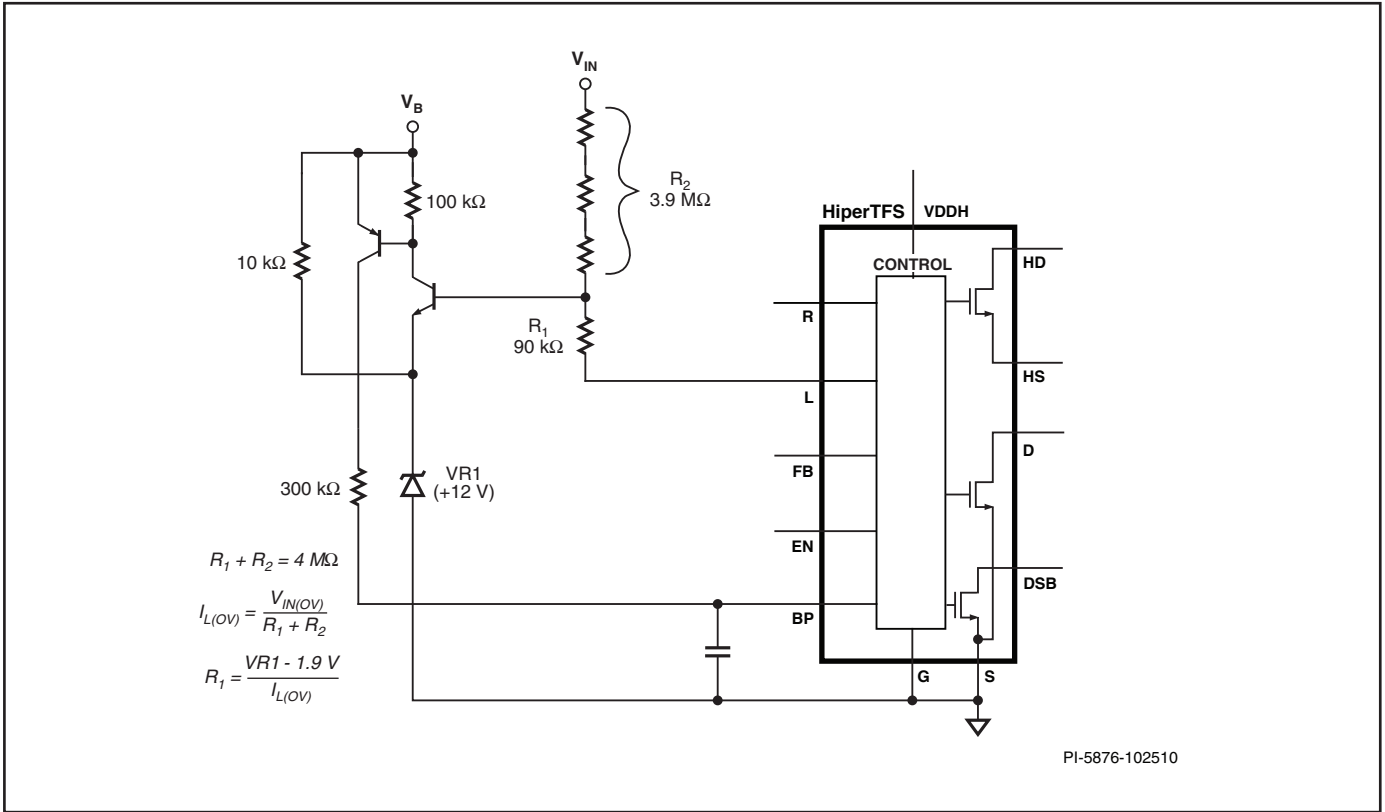 V_IN
V_B
R_2
3.9 MΩ
100 kΩ
HiperTFS
VDDH
CONTROL
HD
10 kΩ
R
R_1
90 kΩ
HS
L
D
VR1
(+12 V)
FB
300 kΩ
EN
R_1 + R_2 = 4 MΩ
DSB
I_L(OV) = V_IN(OV) / R_1 + R_2
BP
R_1 = VR1 - 1.9 V / I_L(OV)
G
S
PI-5876-102510